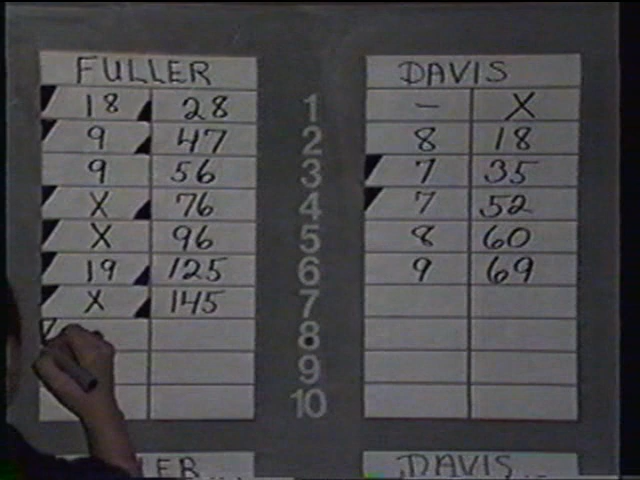 FULLER DAVIS
18 28 1 - X
9 47 2 8 18
9 56 3 7 35
X 76 4 7 52
X 96 5 8 60
19 125 6 9 69
X 145 7
8
9
10
DAVIS